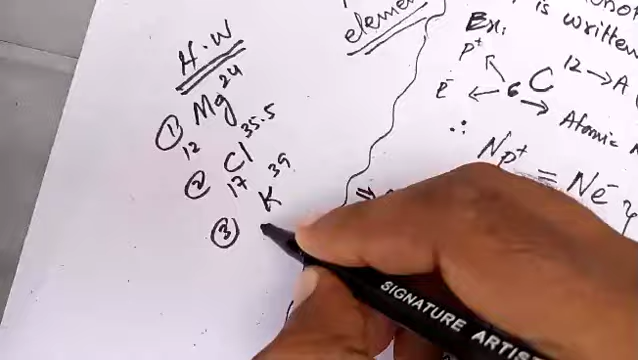 H.W
① Mg 24
12
② Cl 35.5
17
③ K 39
element
is written
Ex:
p+
e-
6 C 12 → A
Atomic
∴ Np+ = Ne-
SIGNATURE ARTIST